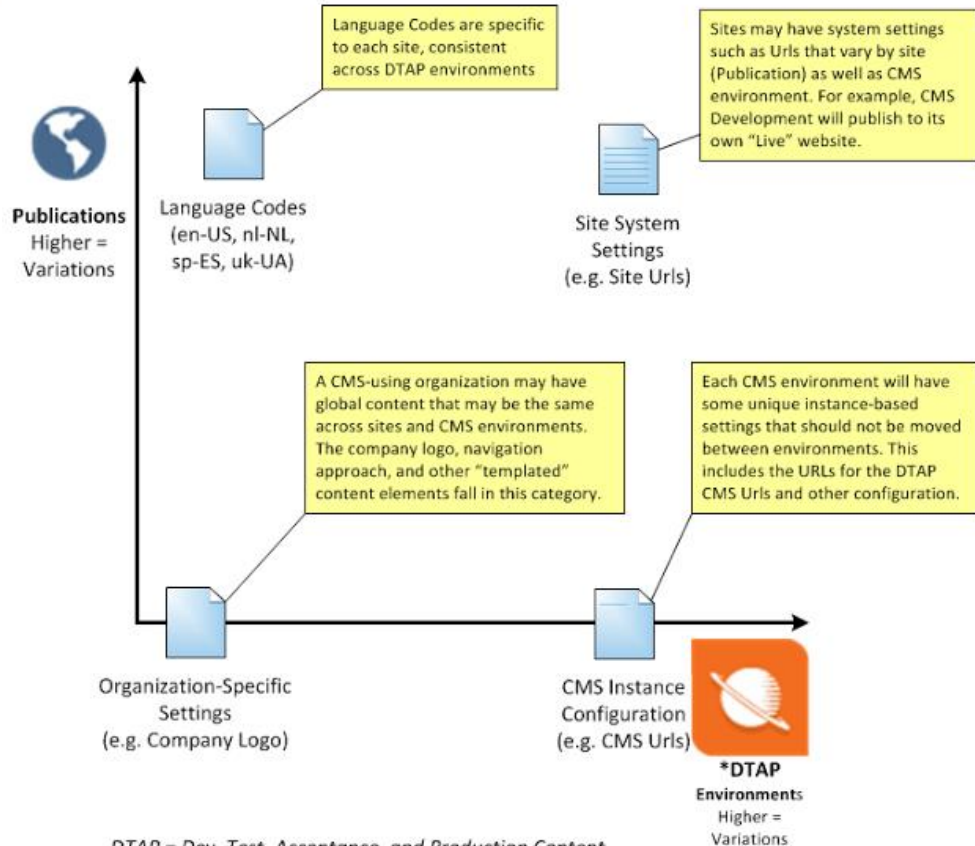 Language Codes are specific
to each site, consistent
across DTAP environments
Sites may have system settings
such as Urls that vary by site
(Publication) as well as CMS
environment. For example, CMS
Development will publish to its
own “Live” website.
Publications
Higher =
Variations
Language Codes
(en-US, nl-NL,
sp-ES, uk-UA)
Site System
Settings
(e.g. Site Urls)
A CMS-using organization may have
global content that may be the same
across sites and CMS environments.
The company logo, navigation
approach, and other “templated”
content elements fall in this category.
Each CMS environment will have
some unique instance-based
settings that should not be moved
between environments. This
includes the URLs for the DTAP
CMS Urls and other configuration.
Organization-Specific
Settings
(e.g. Company Logo)
CMS Instance
Configuration
(e.g. CMS Urls)
*DTAP
Environments
Higher =
Variations
DTAP = Dev, Test, Acceptance, and Production Content